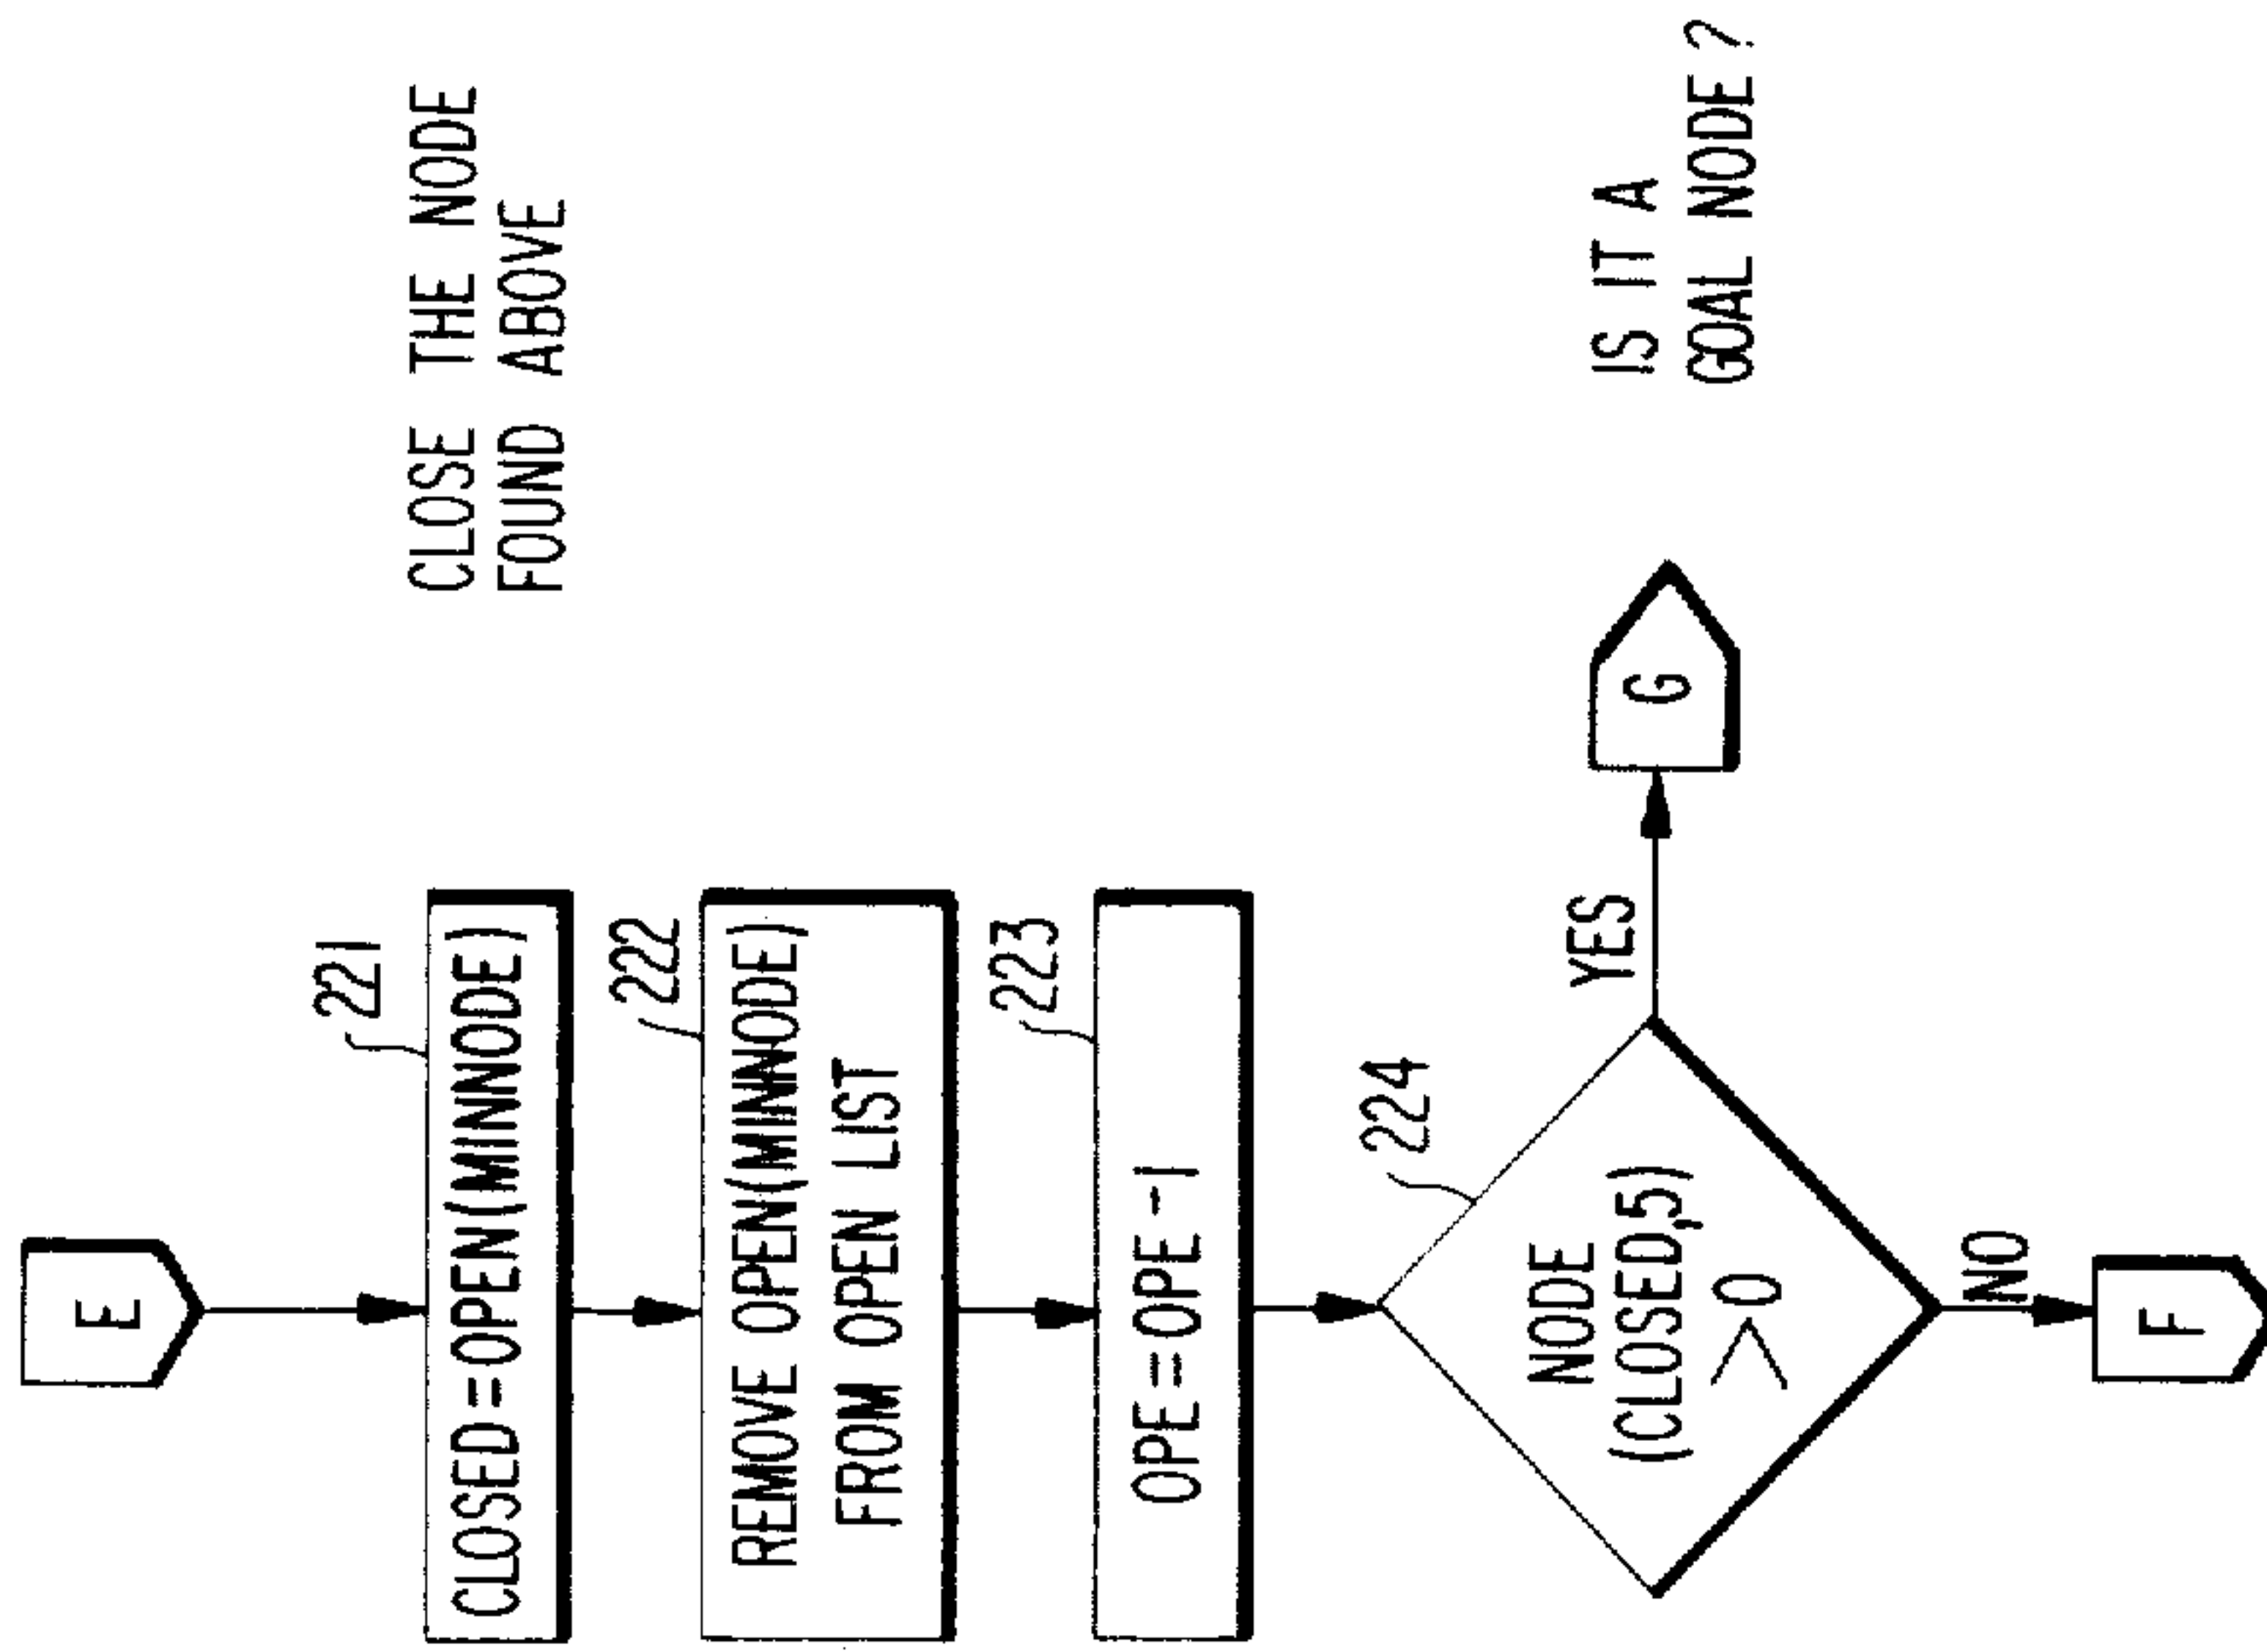 E
221
CLOSED=OPEN(MINNODE)
CLOSE THE NODE
FOUND ABOVE
222
REMOVE OPEN(MINNODE)
FROM OPEN LIST
223
OPE=OPE-1
224
NODE
(CLOSED,5)
>0
YES
G
IS IT A
GOAL NODE?
NO
F